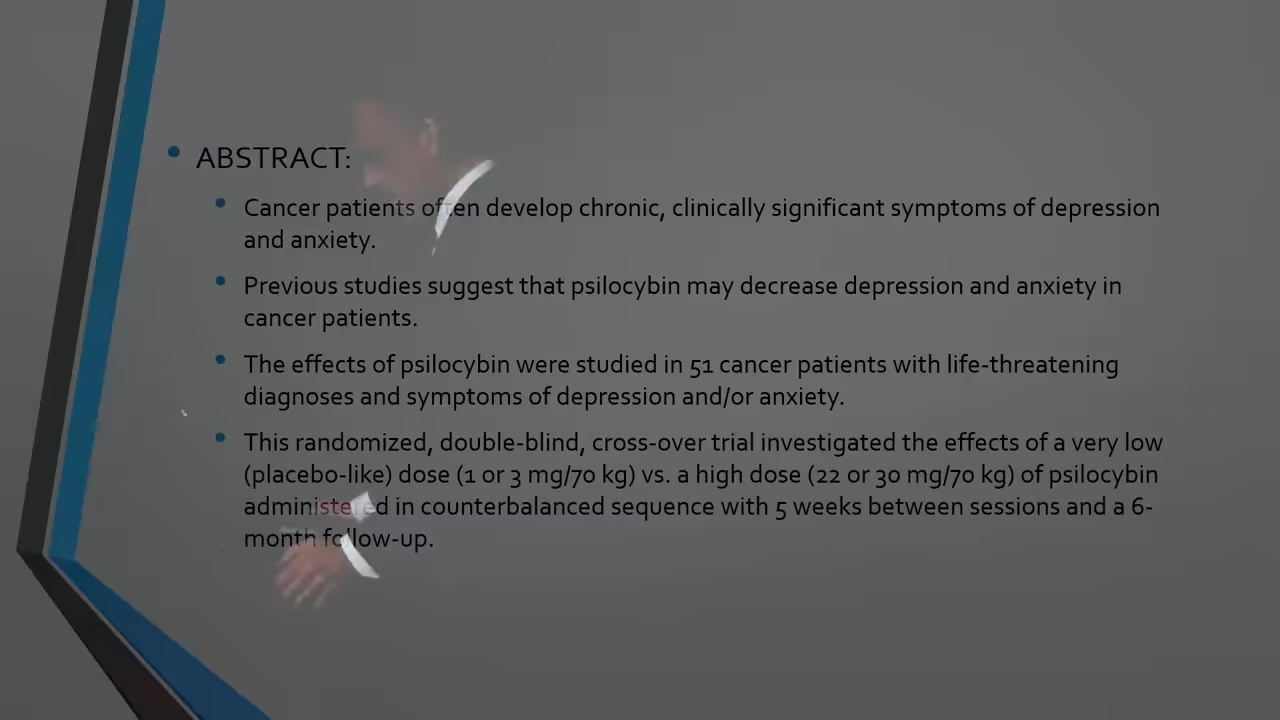 ABSTRACT:
Cancer patients often develop chronic, clinically significant symptoms of depression
and anxiety.
Previous studies suggest that psilocybin may decrease depression and anxiety in
cancer patients.
The effects of psilocybin were studied in 51 cancer patients with life-threatening
diagnoses and symptoms of depression and/or anxiety.
This randomized, double-blind, cross-over trial investigated the effects of a very low
(placebo-like) dose (1 or 3 mg/70 kg) vs. a high dose (22 or 30 mg/70 kg) of psilocybin
administered in counterbalanced sequence with 5 weeks between sessions and a 6-
month follow-up.